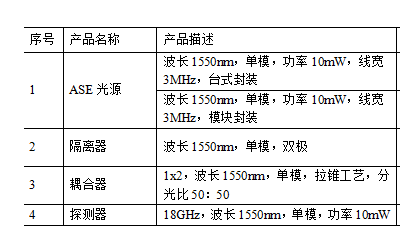 序号 产品名称 产品描述
1 ASE 光源 波长 1550nm，单模，功率 10mW，线宽
3MHz，台式封装
波长 1550nm，单模，功率 10mW，线宽
3MHz，模块封装
2 隔离器 波长 1550nm，单模，双极
3 耦合器 1x2，波长 1550nm，单模，拉锥工艺，分
光比 50：50
4 探测器 18GHz，波长 1550nm，单模，功率 10mW